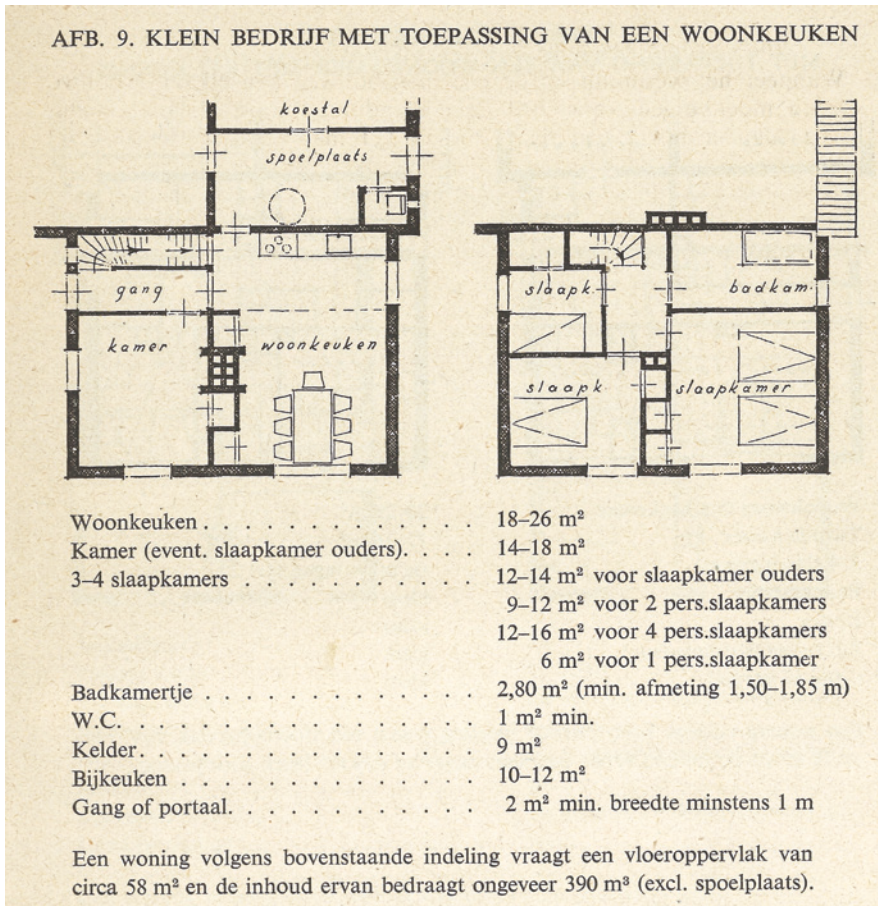 AFB. 9. KLEIN BEDRIJF MET TOEPASSING VAN EEN WOONKEUKEN
koestal
spoelplaats
gang
kamer
woonkeuken
slaapk.
badkam.
slaapk
slaapkamer
Woonkeuken . . . . . . . . . . . . . 18–26 m²
Kamer (event. slaapkamer ouders). . . . 14–18 m²
3–4 slaapkamers . . . . . . . . . . . 12–14 m² voor slaapkamer ouders
9–12 m² voor 2 pers.slaapkamers
12–16 m² voor 4 pers.slaapkamers
6 m² voor 1 pers.slaapkamer
Badkamertje . . . . . . . . . . . . . 2,80 m² (min. afmeting 1,50–1,85 m)
W.C. . . . . . . . . . . . . . . . . 1 m² min.
Kelder. . . . . . . . . . . . . . . . 9 m²
Bijkeuken . . . . . . . . . . . . . . 10–12 m²
Gang of portaal. . . . . . . . . . . . 2 m² min. breedte minstens 1 m
Een woning volgens bovenstaande indeling vraagt een vloeroppervlak van
circa 58 m² en de inhoud ervan bedraagt ongeveer 390 m³ (excl. spoelplaats).